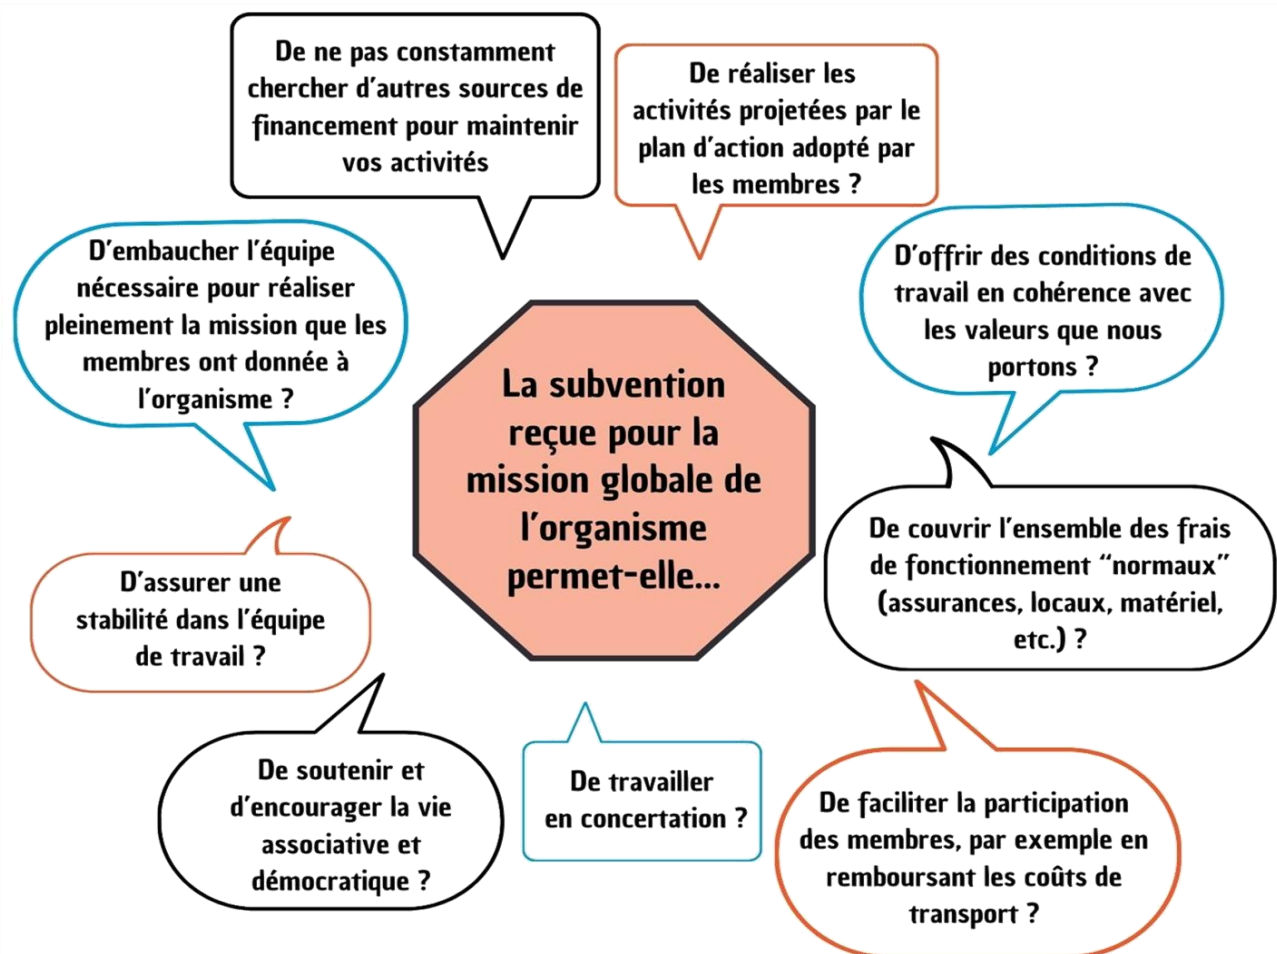 De ne pas constamment
chercher d'autres sources de
financement pour maintenir
vos activités
De réaliser les
activités projetées par le
plan d'action adopté par
les membres ?
D'embaucher l'équipe
nécessaire pour réaliser
pleinement la mission que les
membres ont donnée à
l'organisme ?
D'offrir des conditions de
travail en cohérence avec
les valeurs que nous
portons ?
La subvention
reçue pour la
mission globale de
l'organisme
permet-elle...
De couvrir l'ensemble des frais
de fonctionnement “normaux”
(assurances, locaux, matériel,
etc.) ?
D'assurer une
stabilité dans l'équipe
de travail ?
De soutenir et
d'encourager la vie
associative et
démocratique ?
De travailler
en concertation ?
De faciliter la participation
des membres, par exemple en
remboursant les coûts de
transport ?